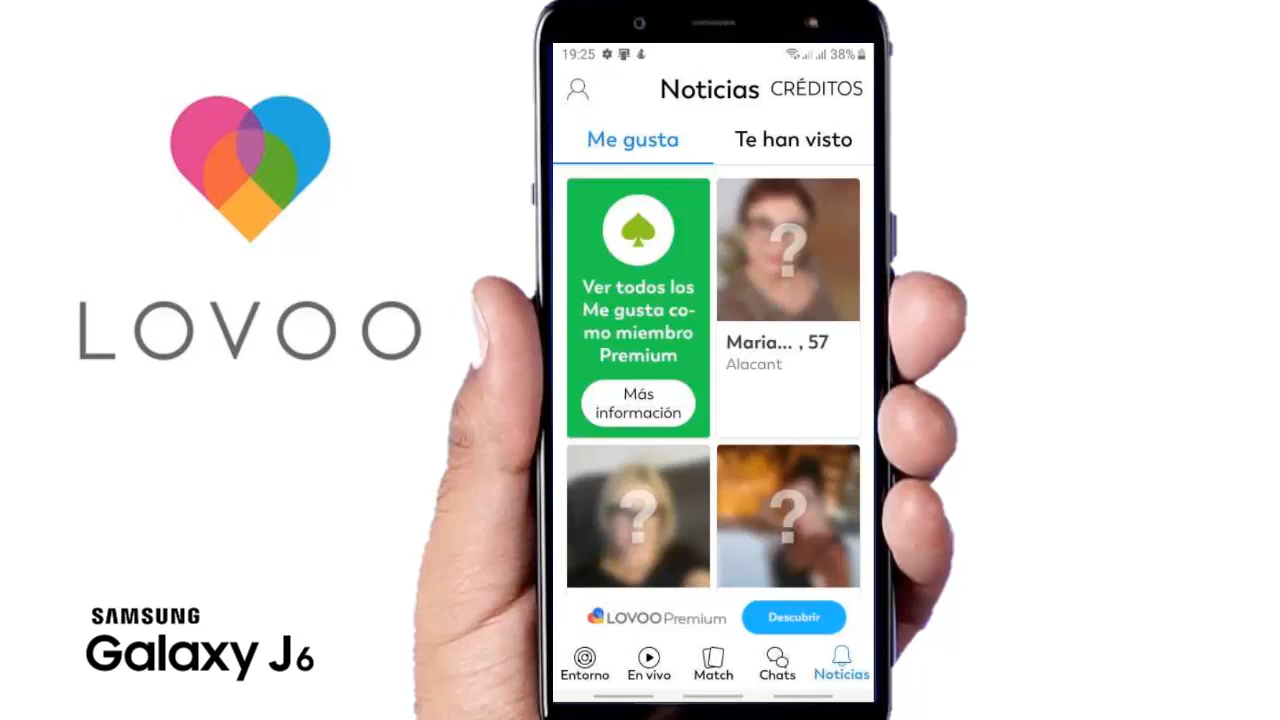 LOVOO
SAMSUNG
Galaxy J6
19:25
38%
Noticias
CRÉDITOS
Me gusta
Te han visto
Ver todos los
Me gusta co-
mo miembro
Premium
Más
información
?
Maria... , 57
Alacant
?
?
LOVOO Premium
Descubrir
Entorno
En vivo
Match
Chats
Noticias